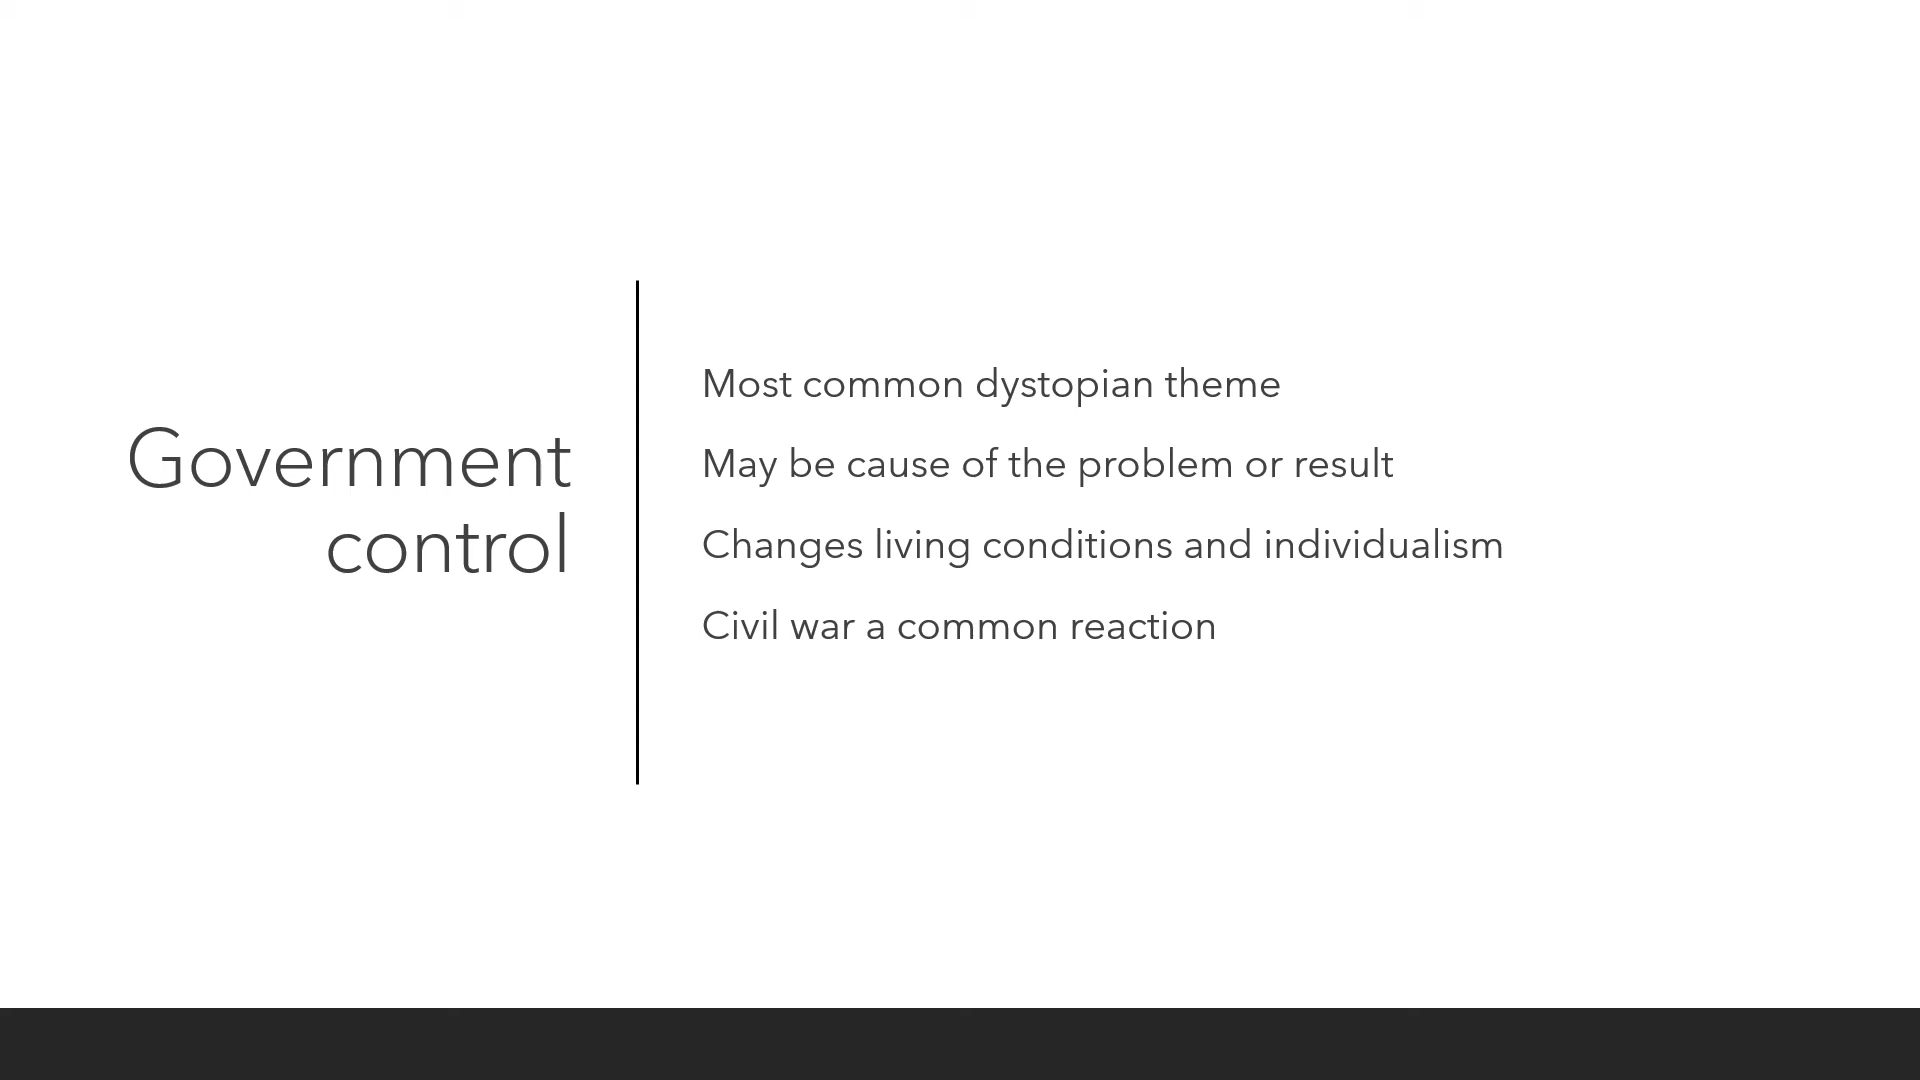 Government
control
Most common dystopian theme
May be cause of the problem or result
Changes living conditions and individualism
Civil war a common reaction